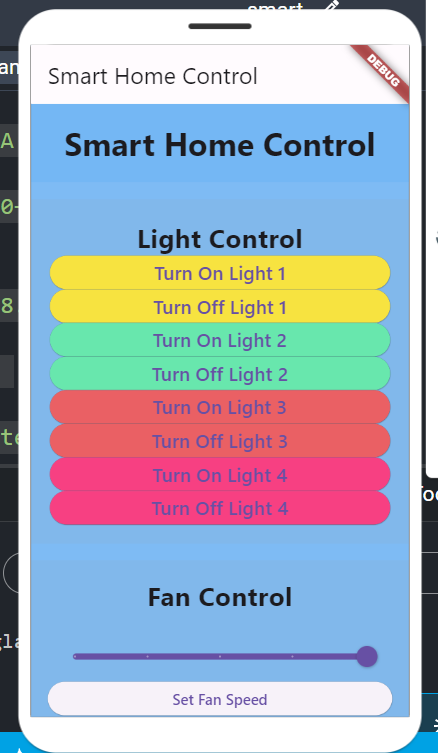 smart
Smart Home Control
DEBUG
Smart Home Control
Light Control
Turn On Light 1
Turn Off Light 1
Turn On Light 2
Turn Off Light 2
Turn On Light 3
Turn Off Light 3
Turn On Light 4
Turn Off Light 4
Fan Control
Set Fan Speed